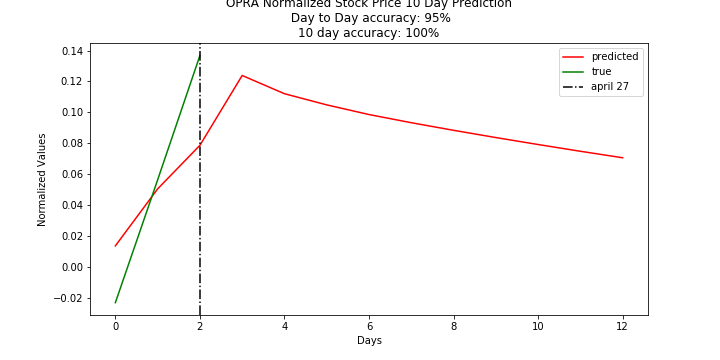 OPRA Normalized Stock Price 10 Day Prediction
Day to Day accuracy: 95%
10 day accuracy: 100%
0.14
0.12
0.10
0.08
0.06
0.04
0.02
0.00
−0.02
Normalized Values
predicted
true
april 27
0 2 4 6 8 10 12
Days